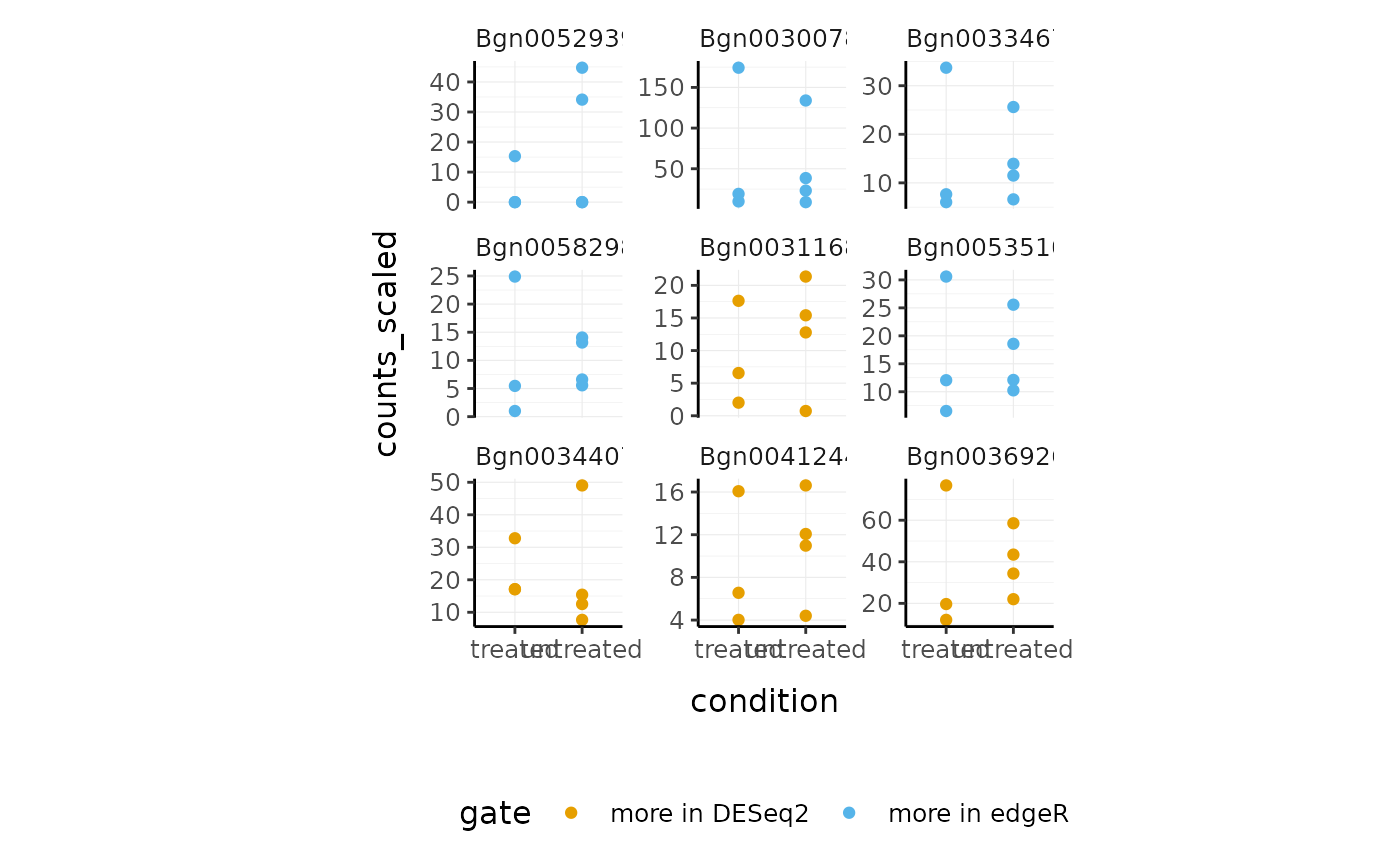 Bgn005293 Bgn003007 Bgn003346
40 30 20 10 0
150 100 50
30 20 10
Bgn005829 Bgn003116 Bgn005351
25 20 15 10 5 0
20 15 10 5 0
30 25 20 15 10
Bgn003440 Bgn004124 Bgn003692
50 40 30 20 10
16 12 8 4
60 40 20
treated untreated treated untreated treated untreated
counts_scaled
condition
gate more in DESeq2 more in edgeR